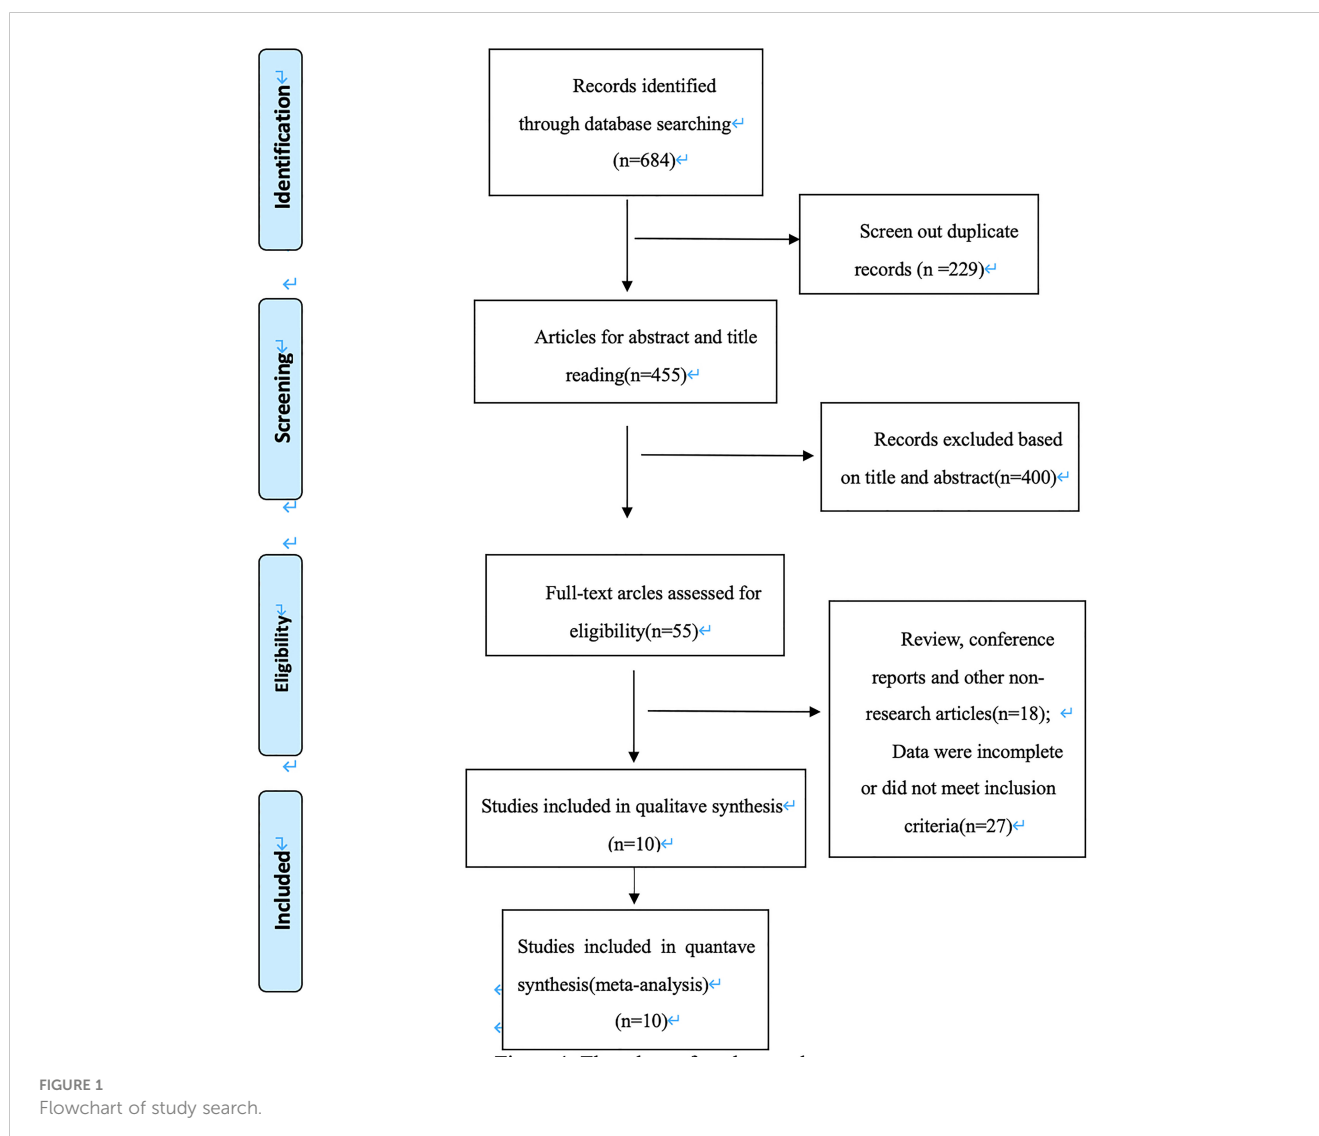 Identification
Records identified
through database searching
(n=684)
Screen out duplicate
records (n =229)
Screening
Articles for abstract and title
reading(n=455)
Records excluded based
on title and abstract(n=400)
Eligibility
Full-text arcles assessed for
eligibility(n=55)
Review, conference
reports and other non-
research articles(n=18);
Data were incomplete
or did not meet inclusion
criteria(n=27)
Included
Studies included in qualitave synthesis
(n=10)
Studies included in quantave
synthesis(meta-analysis)
(n=10)
FIGURE 1
Flowchart of study search.